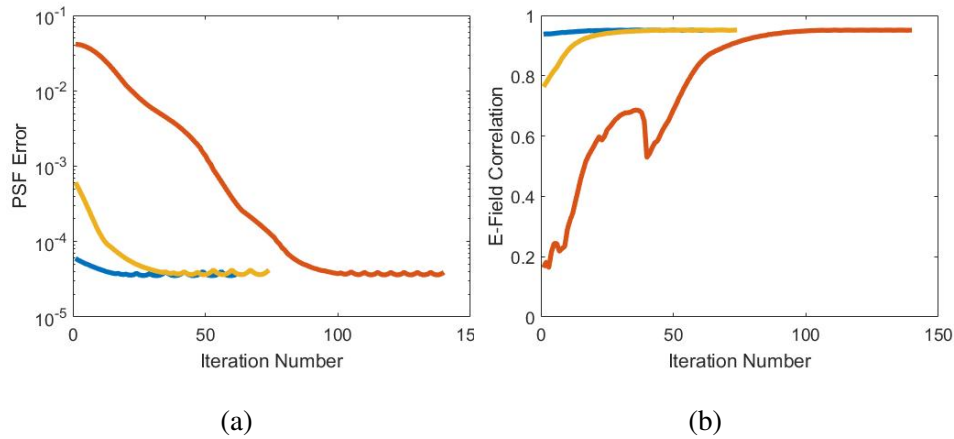 10^-1
10^-2
10^-3
10^-4
10^-5
PSF Error
0 50 100 15
Iteration Number
(a)
1
0.8
0.6
0.4
0.2
0
E-Field Correlation
0 50 100 150
Iteration Number
(b)